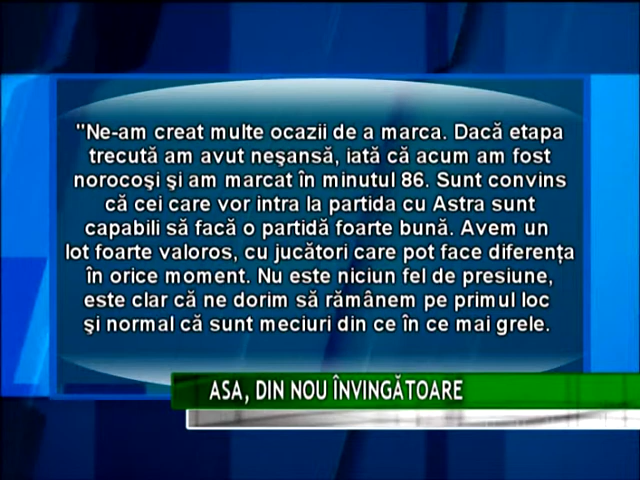 "Ne-am creat multe ocazii de a marca. Dacă etapa
trecută am avut neşansă, iată că acum am fost
norocoşi şi am marcat în minutul 86. Sunt convins
că cei care vor intra la partida cu Astra sunt
capabili să facă o partidă foarte bună. Avem un
lot foarte valoros, cu jucători care pot face diferenţa
în orice moment. Nu este niciun fel de presiune,
este clar că ne dorim să rămânem pe primul loc
şi normal că sunt meciuri din ce în ce mai grele.
ASA, DIN NOU ÎNVINGĂTOARE